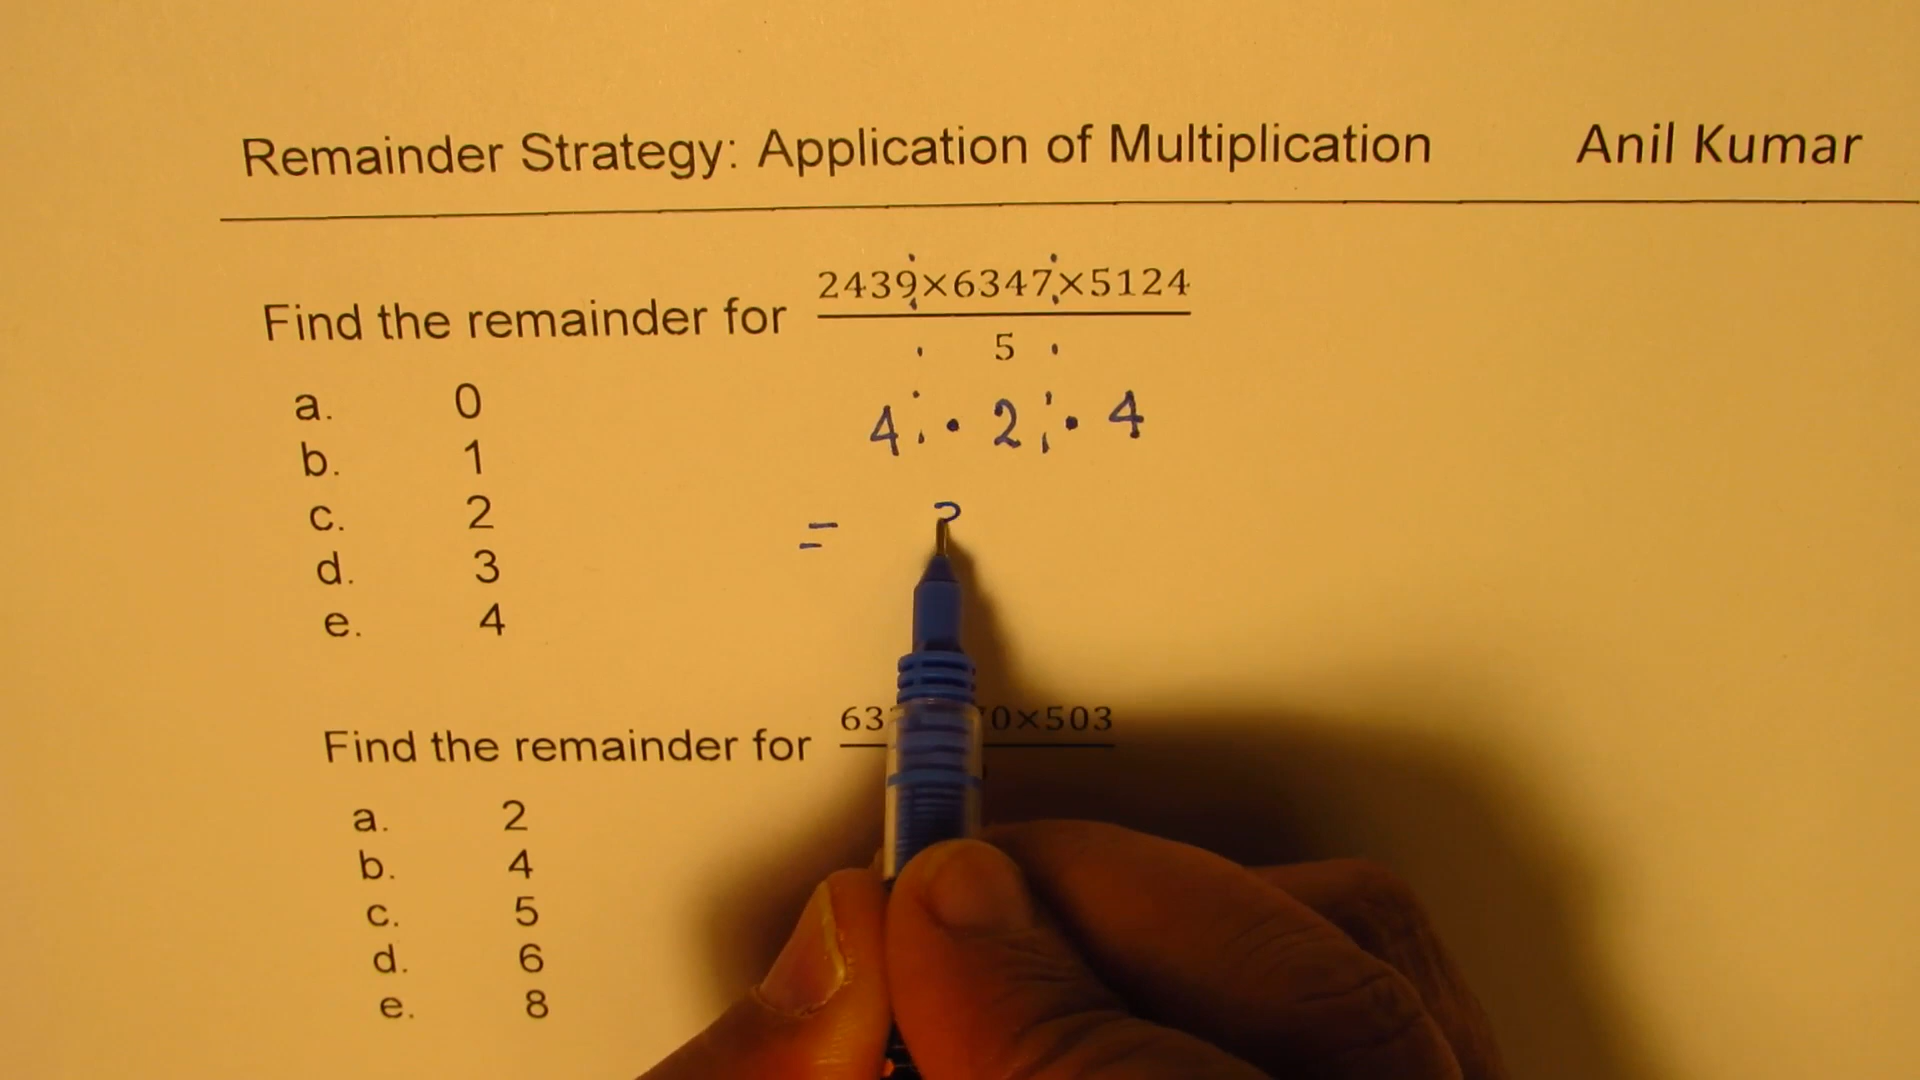 Remainder Strategy: Application of Multiplication Anil Kumar
Find the remainder for 2439×6347×5124
5
a. 0
b. 1
c. 2
d. 3
e. 4
4 · 2 · 4
=
Find the remainder for 63 0×503
a. 2
b. 4
c. 5
d. 6
e. 8